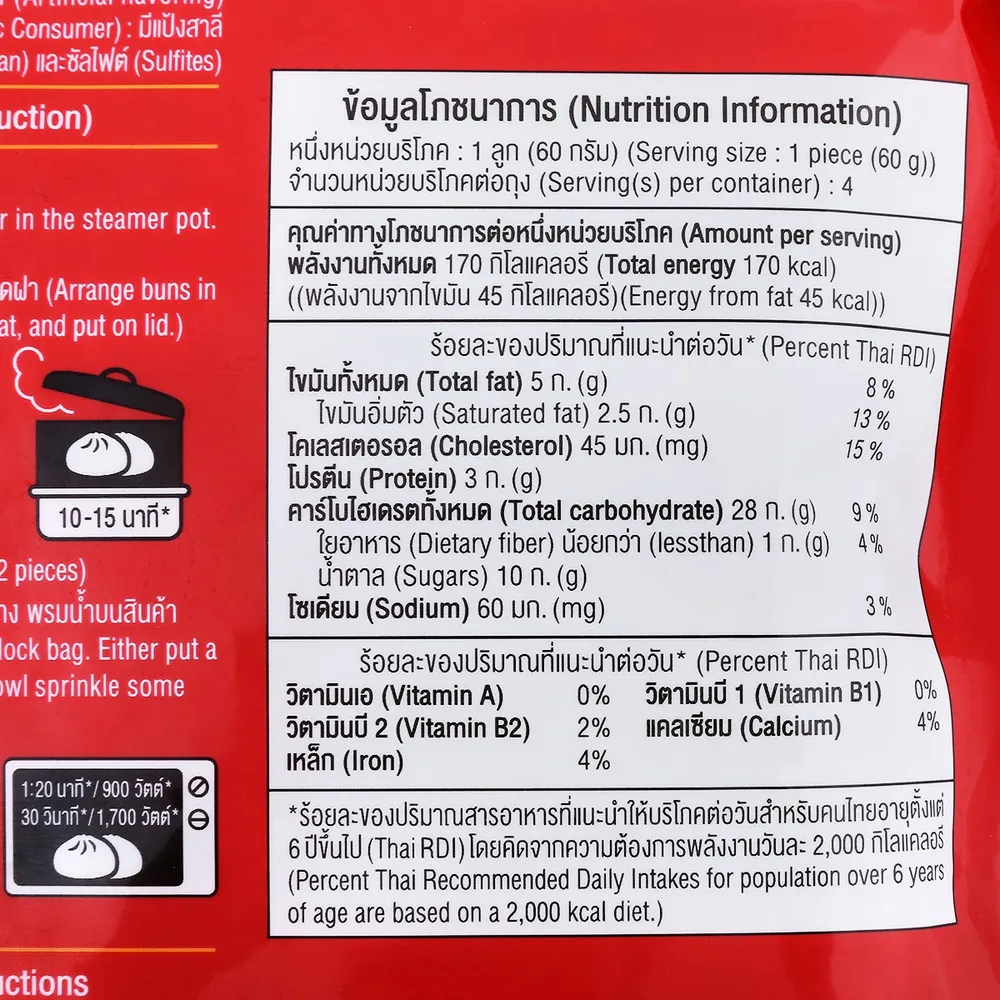 Consumer) : มีแป้งสาลี
และซัลไฟต์ (Sulfites)
r in the steamer pot.
(Arrange buns in
at, and put on lid.)
10-15 นาที*
2 pieces)
พรมน้ำบนสินค้า
lock bag. Either put a
owl sprinkle some
1:20 นาที*/ 900 วัตต์*
30 วินาที*/1,700 วัตต์*
ข้อมูลโภชนาการ (Nutrition Information)
หนึ่งหน่วยบริโภค : 1 ลูก (60 กรัม) (Serving size : 1 piece (60 g))
จำนวนหน่วยบริโภคต่อถุง (Serving(s) per container) : 4
คุณค่าทางโภชนาการต่อหนึ่งหน่วยบริโภค (Amount per serving)
พลังงานทั้งหมด 170 กิโลแคลอรี (Total energy 170 kcal)
((พลังงานจากไขมัน 45 กิโลแคลอรี)(Energy from fat 45 kcal))
ร้อยละของปริมาณที่แนะนำต่อวัน* (Percent Thai RDI)
ไขมันทั้งหมด (Total fat) 5 ก. (g) 8 %
ไขมันอิ่มตัว (Saturated fat) 2.5 ก. (g) 13 %
โคเลสเตอรอล (Cholesterol) 45 มก. (mg) 15 %
โปรตีน (Protein) 3 ก. (g)
คาร์โบไฮเดรตทั้งหมด (Total carbohydrate) 28 ก. (g) 9 %
ใยอาหาร (Dietary fiber) น้อยกว่า (lessthan) 1 ก. (g) 4 %
น้ำตาล (Sugars) 10 ก. (g)
โซเดียม (Sodium) 60 มก. (mg) 3 %
ร้อยละของปริมาณที่แนะนำต่อวัน* (Percent Thai RDI)
วิตามินเอ (Vitamin A) 0% วิตามินบี 1 (Vitamin B1) 0%
วิตามินบี 2 (Vitamin B2) 2% แคลเซียม (Calcium) 4%
เหล็ก (Iron) 4%
*ร้อยละของปริมาณสารอาหารที่แนะนำให้บริโภคต่อวันสำหรับคนไทยอายุตั้งแต่
6 ปีขึ้นไป (Thai RDI) โดยคิดจากความต้องการพลังงานวันละ 2,000 กิโลแคลอรี
(Percent Thai Recommended Daily Intakes for population over 6 years
of age are based on a 2,000 kcal diet.)